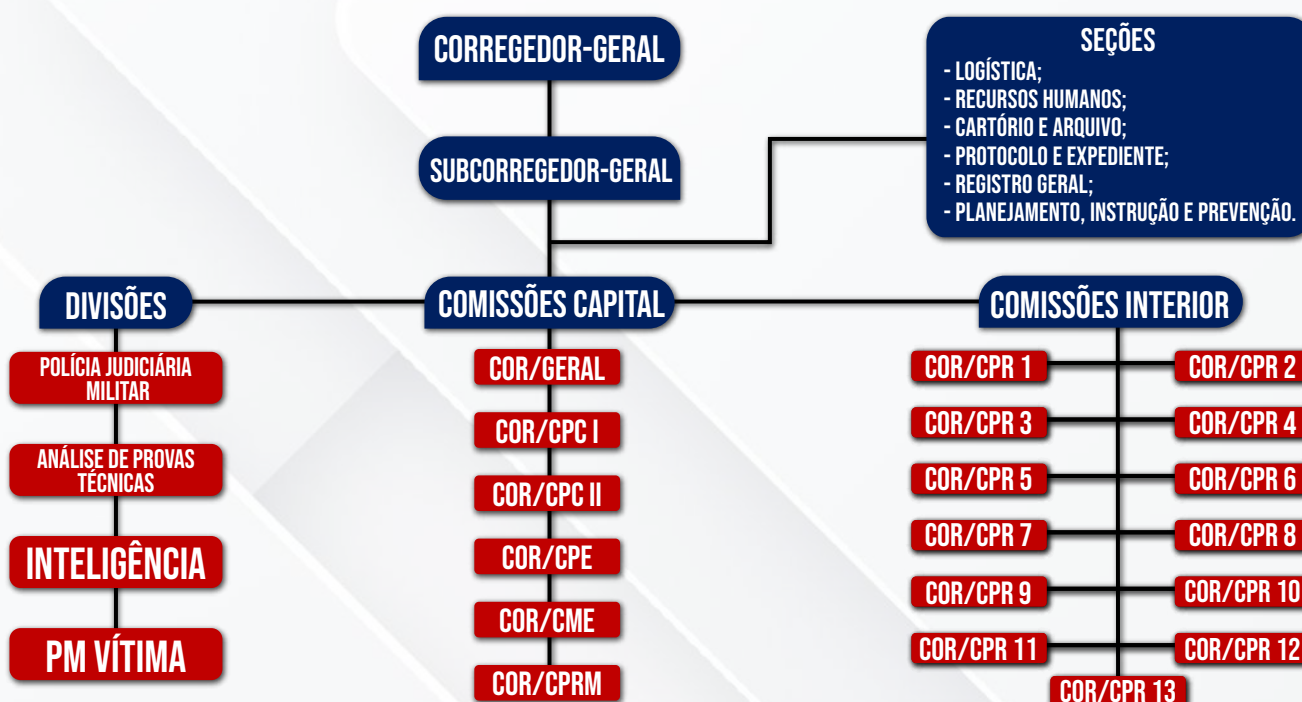 CORREGEDOR-GERAL
SUBCORREGEDOR-GERAL
SEÇÕES
- LOGÍSTICA;
- RECURSOS HUMANOS;
- CARTÓRIO E ARQUIVO;
- PROTOCOLO E EXPEDIENTE;
- REGISTRO GERAL;
- PLANEJAMENTO, INSTRUÇÃO E PREVENÇÃO.
DIVISÕES
POLÍCIA JUDICIÁRIA
MILITAR
ANÁLISE DE PROVAS
TÉCNICAS
INTELIGÊNCIA
PM VÍTIMA
COMISSÕES CAPITAL
COR/GERAL
COR/CPC I
COR/CPC II
COR/CPE
COR/CME
COR/CPRM
COMISSÕES INTERIOR
COR/CPR 1
COR/CPR 2
COR/CPR 3
COR/CPR 4
COR/CPR 5
COR/CPR 6
COR/CPR 7
COR/CPR 8
COR/CPR 9
COR/CPR 10
COR/CPR 11
COR/CPR 12
COR/CPR 13